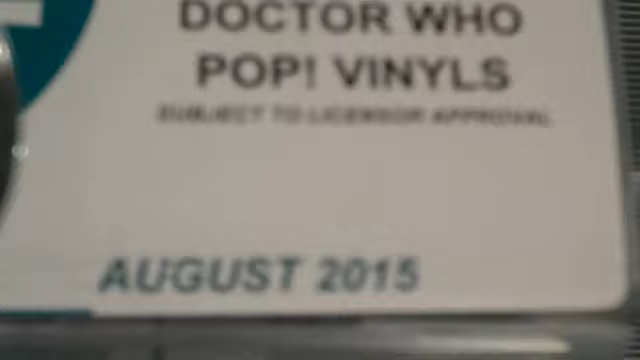 DOCTOR WHO
POP! VINYLS
SUBJECT TO LICENSOR APPROVAL
AUGUST 2015